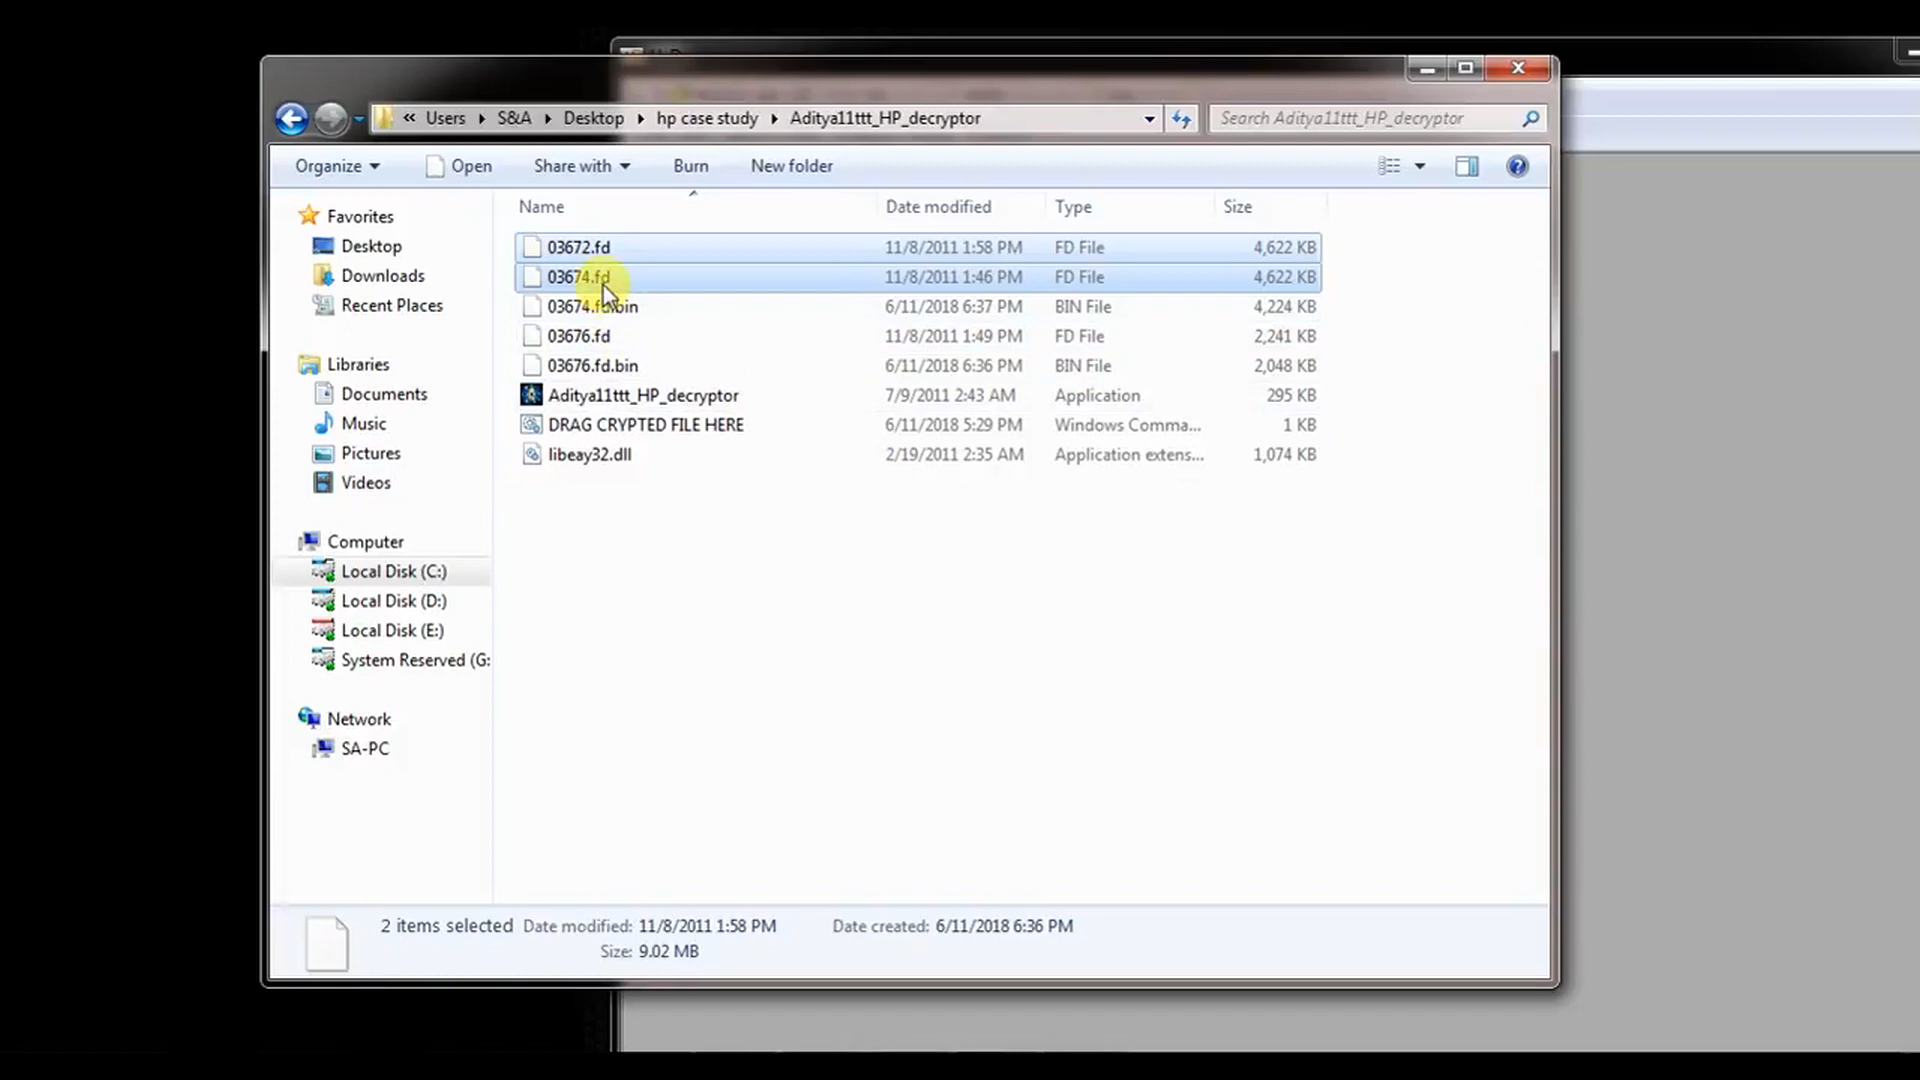 « Users ▸ S&A ▸ Desktop ▸ hp case study ▸ Aditya11ttt_HP_decryptor
Search Aditya11ttt_HP_decryptor
Organize Open Share with Burn New folder
Name Date modified Type Size
03672.fd 11/8/2011 1:58 PM FD File 4,622 KB
03674.fd 11/8/2011 1:46 PM FD File 4,622 KB
03674.fd.bin 6/11/2018 6:37 PM BIN File 4,224 KB
03676.fd 11/8/2011 1:49 PM FD File 2,241 KB
03676.fd.bin 6/11/2018 6:36 PM BIN File 2,048 KB
Aditya11ttt_HP_decryptor 7/9/2011 2:43 AM Application 295 KB
DRAG CRYPTED FILE HERE 6/11/2018 5:29 PM Windows Comma... 1 KB
libeay32.dll 2/19/2011 2:35 AM Application extens... 1,074 KB
Favorites
Desktop
Downloads
Recent Places
Libraries
Documents
Music
Pictures
Videos
Computer
Local Disk (C:)
Local Disk (D:)
Local Disk (E:)
System Reserved (G:
Network
SA-PC
2 items selected Date modified: 11/8/2011 1:58 PM Date created: 6/11/2018 6:36 PM
Size: 9.02 MB